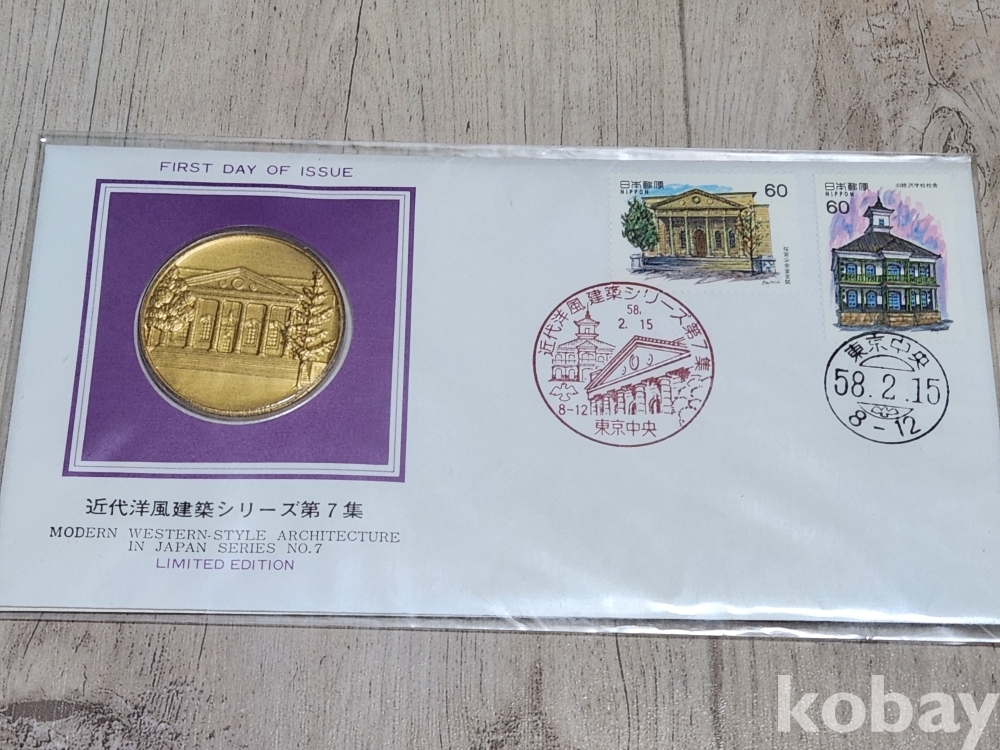 FIRST DAY OF ISSUE
近代洋風建築シリーズ第7集
MODERN WESTERN-STYLE ARCHITECTURE
IN JAPAN SERIES NO.7
LIMITED EDITION
日本郵便 60
NIPPON
日本郵便
NIPPON
60
近代洋風建築シリーズ第7集
58.
2. 15
8-12
東京中央
東京中央
58.2.15
8-12
kobay